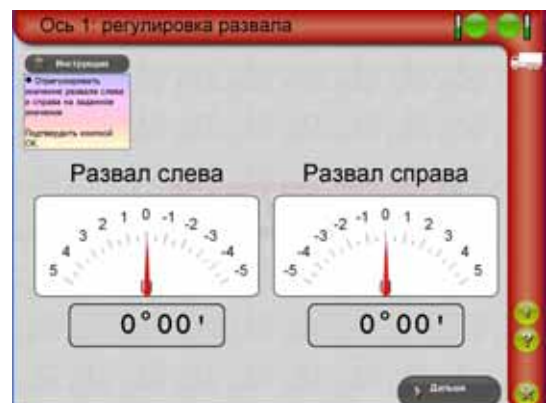 Ось 1: регулировка развала
Инструкция
Отрегулировать
значение развала слева
и справа на заданное
значение
Подтвердить кнопкой
OK.
Развал слева
Развал справа
5 4 3 2 1 0 -1 -2 -3 -4 -5
-5 -4 -3 -2 -1 0 1 2 3 4 5
0°00'
0°00'
Дальше